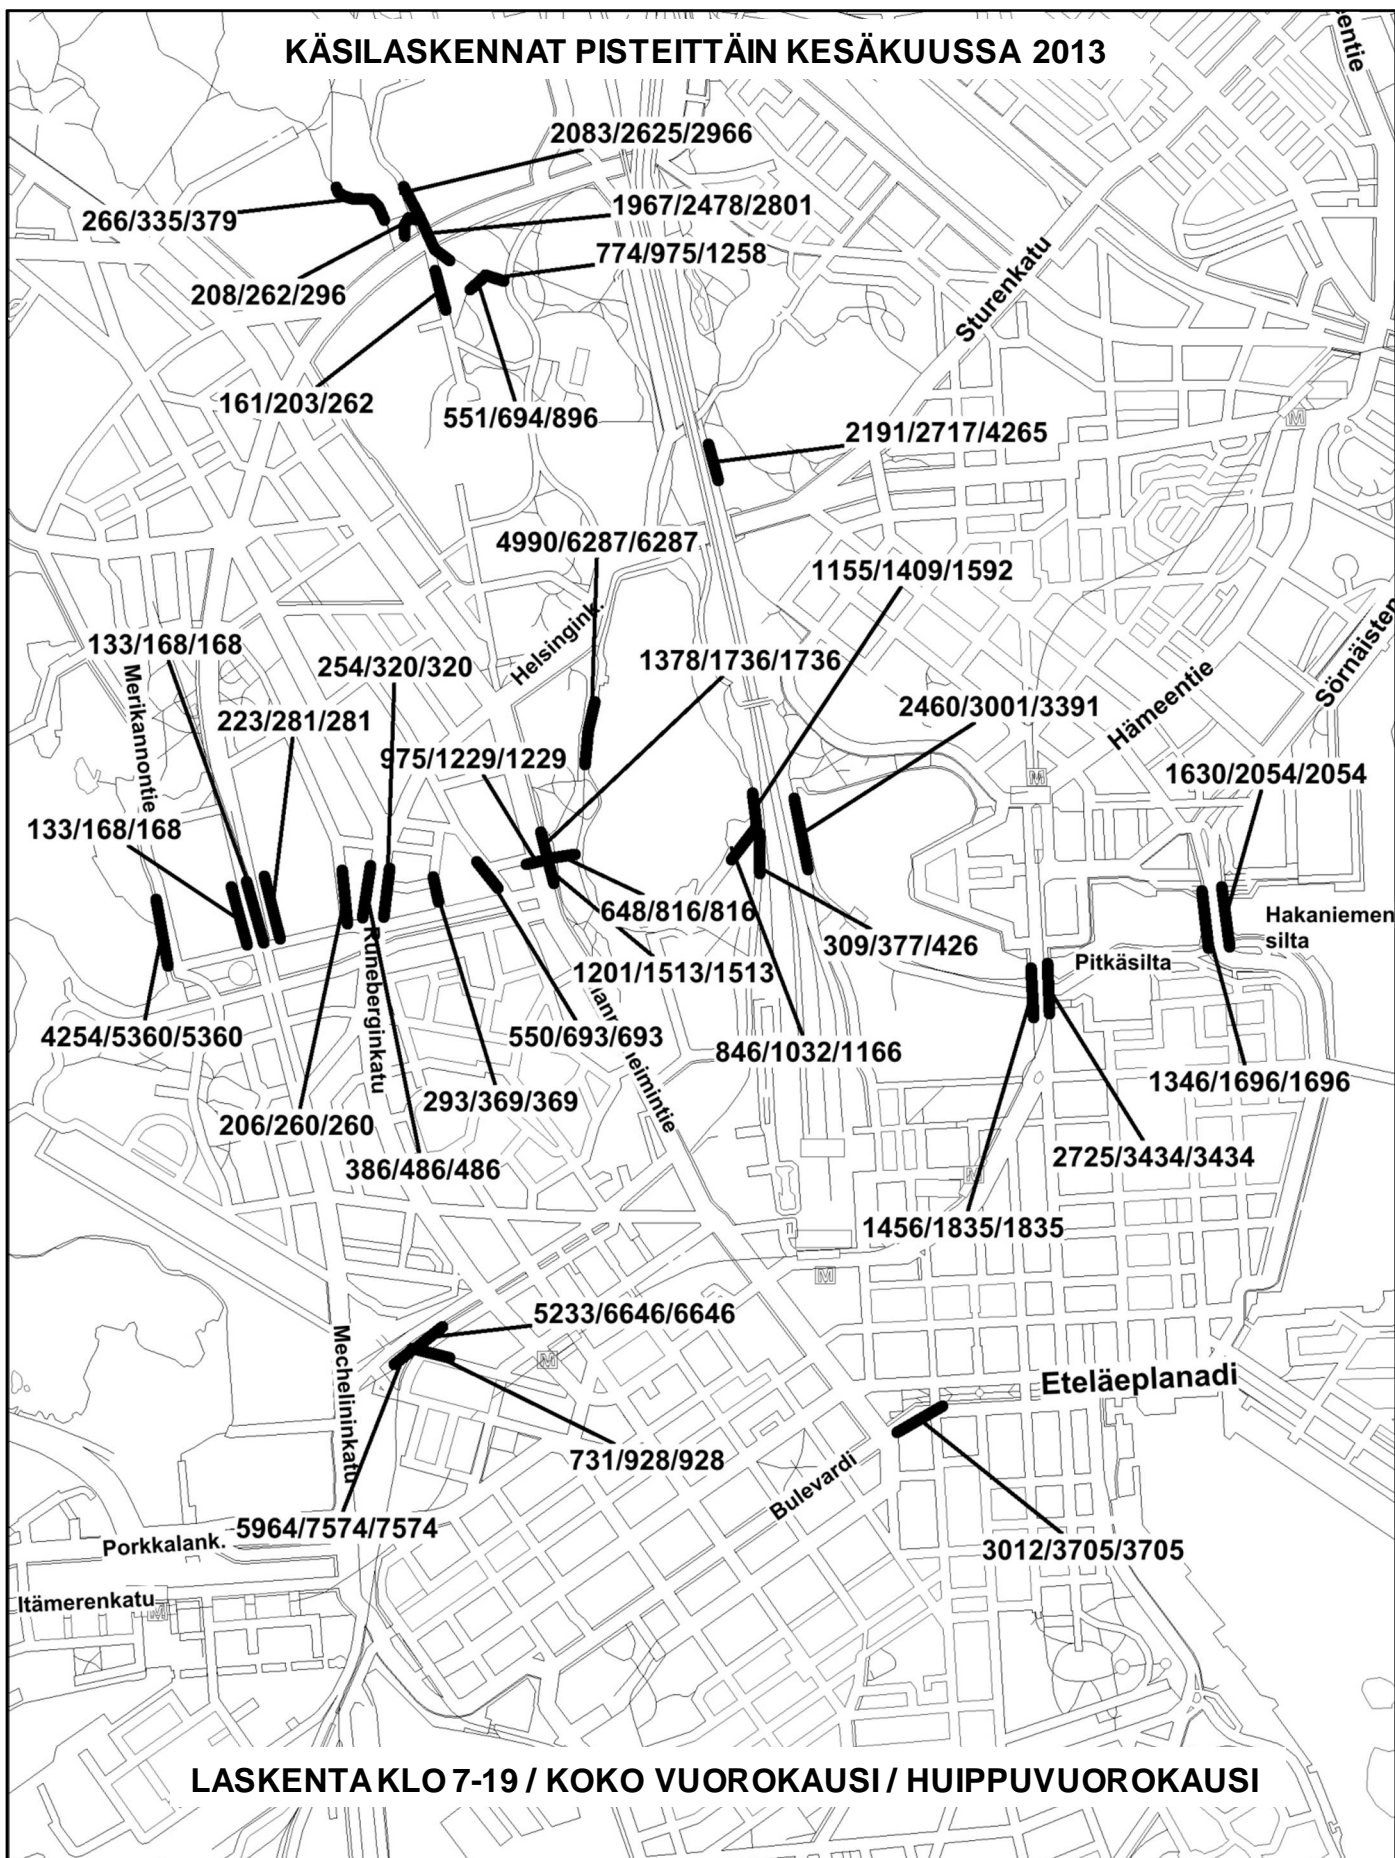 KÄSILASKENNAT PISTEITTÄIN KESÄKUUSSA 2013
entie
2083/2625/2966
266/335/379
1967/2478/2801
774/975/1258
208/262/296
Sturenkatu
161/203/262
551/694/896
2191/2717/4265
M
4990/6287/6287
1155/1409/1592
Helsingink.
133/168/168
254/320/320
1378/1736/1736
Sörnäisten
Merikannontie
223/281/281
2460/3001/3391
Hämeentie
975/1229/1229
M
1630/2054/2054
133/168/168
648/816/816
309/377/426
Hakaniemen
silta
Runeberginkatu
1201/1513/1513
Pitkäsilta
4254/5360/5360
550/693/693
846/1032/1166
1346/1696/1696
293/369/369
206/260/260
386/486/486
2725/3434/3434
M
1456/1835/1835
M
5233/6646/6646
Mechelininkatu
M
Eteläeplanadi
731/928/928
Bulevardi
5964/7574/7574
Porkkalank.
3012/3705/3705
Itämerenkatu
M
LASKENTA KLO 7-19 / KOKO VUOROKAUSI / HUIPPUVUOROKAUSI